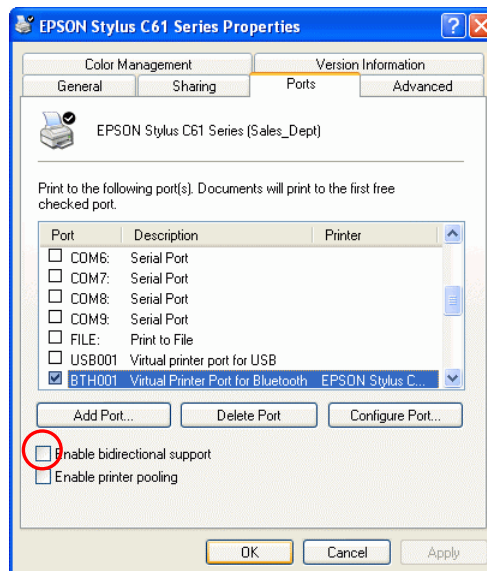 EPSON Stylus C61 Series Properties
Color Management Version Information
General Sharing Ports Advanced
EPSON Stylus C61 Series (Sales_Dept)
Print to the following port(s). Documents will print to the first free
checked port.
Port Description Printer
COM6: Serial Port
COM7: Serial Port
COM8: Serial Port
COM9: Serial Port
FILE: Print to File
USB001 Virtual printer port for USB
BTH001 Virtual Printer Port for Bluetooth EPSON Stylus C...
Add Port... Delete Port Configure Port...
Enable bidirectional support
Enable printer pooling
OK Cancel Apply